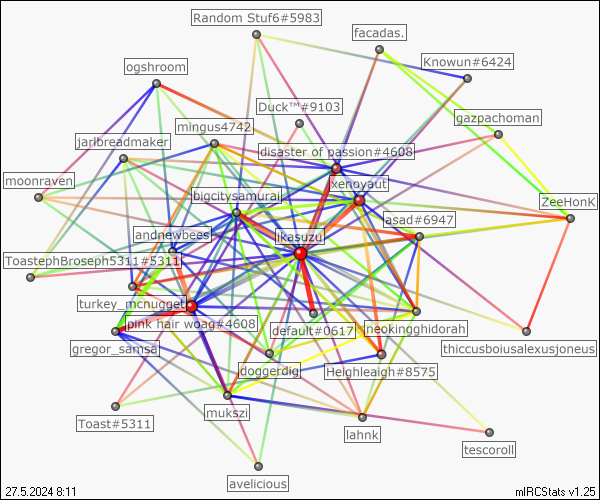 Random Stuf6#5983
facadas.
Knowun#6424
ogshroom
Duck™#9103
gazpachoman
mingus4742
jarlbreadmaker
disaster of passion#4608
moonraven
xenoyaut
bigcitysamurai
ZeeHonK
asad#6947
andnewbees
ikasuzu
ToastephBroseph5311#5311
turkey_mcnugget
pink hair woag#4608
default#0617
neokingghidorah
gregor_samsa
thiccusboiusalexusjoneus
doggerdig
Heighleaigh#8575
mukszi
Toast#5311
lahnk
tescoroll
avelicious
27.5.2024 8:11
mIRCStats v1.25